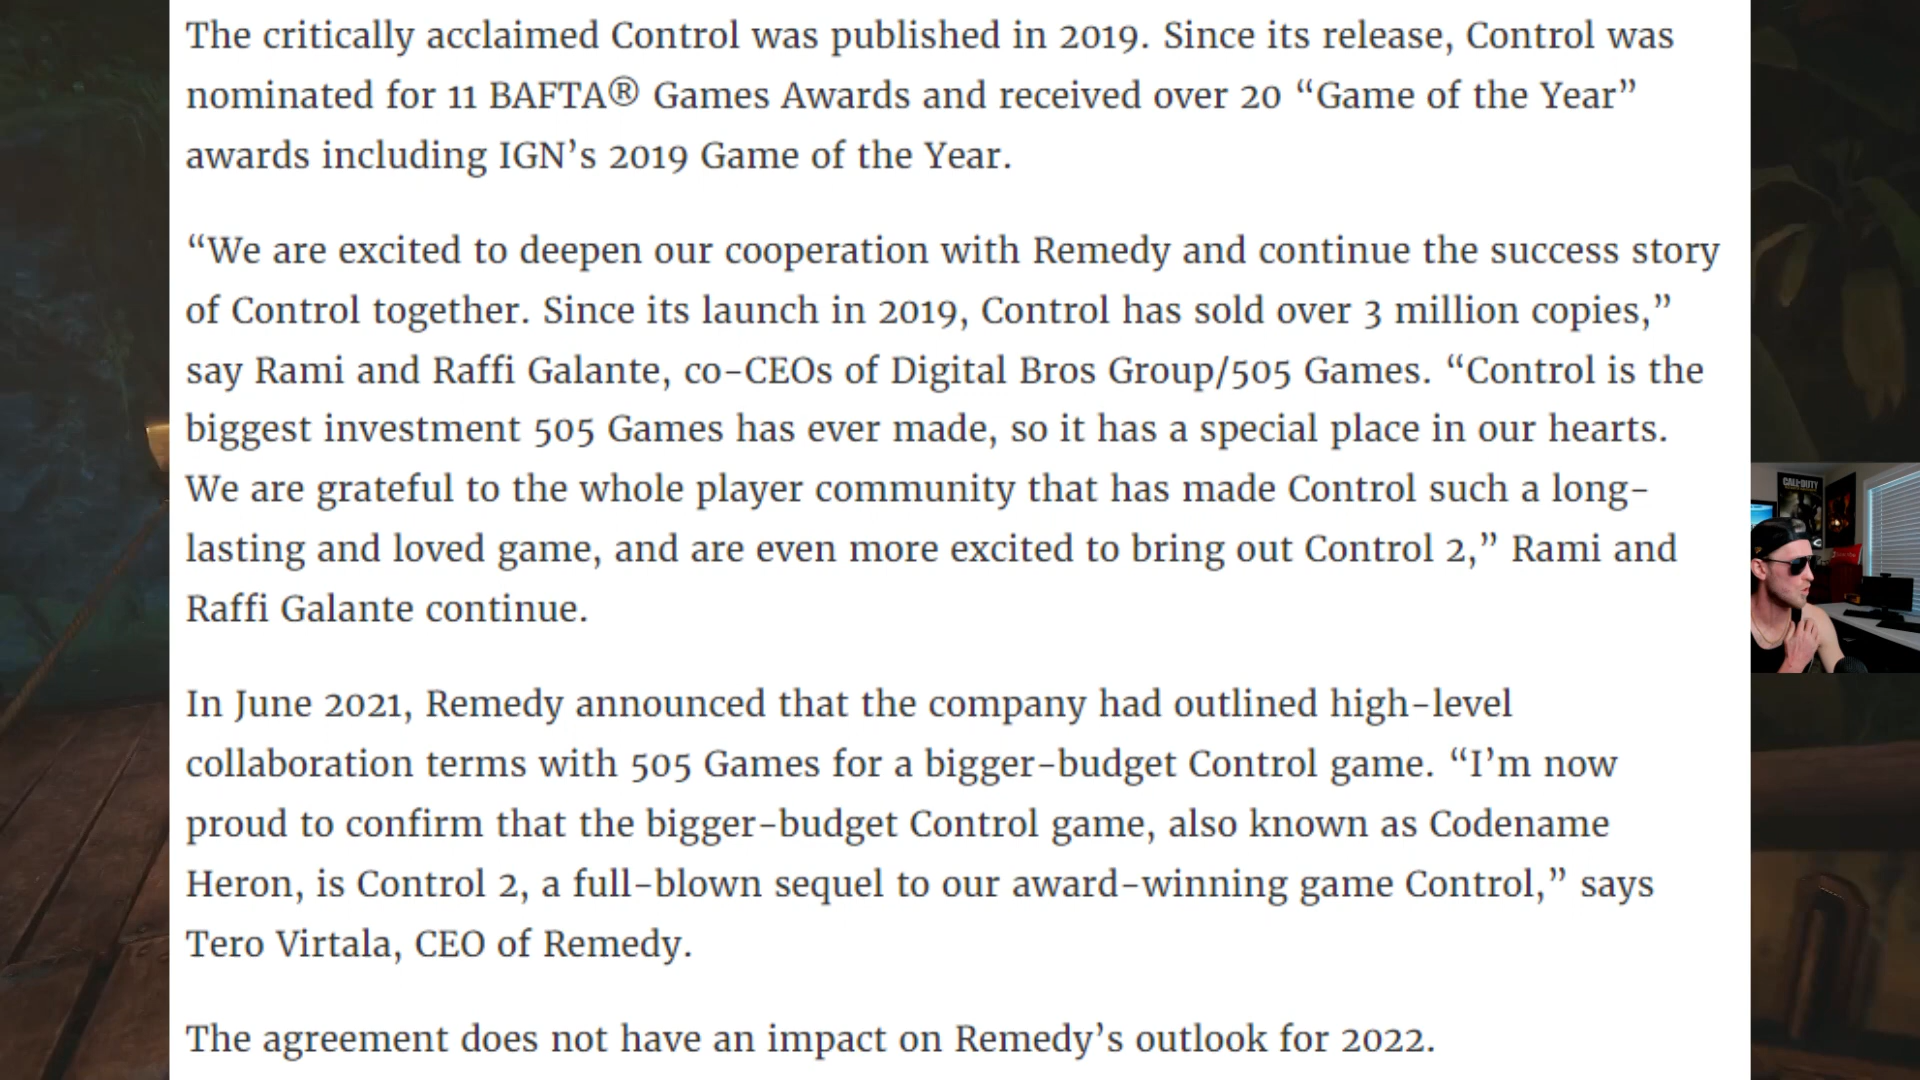 The critically acclaimed Control was published in 2019. Since its release, Control was
nominated for 11 BAFTA® Games Awards and received over 20 “Game of the Year”
awards including IGN’s 2019 Game of the Year.
“We are excited to deepen our cooperation with Remedy and continue the success story
of Control together. Since its launch in 2019, Control has sold over 3 million copies,”
say Rami and Raffi Galante, co-CEOs of Digital Bros Group/505 Games. “Control is the
biggest investment 505 Games has ever made, so it has a special place in our hearts.
We are grateful to the whole player community that has made Control such a long-
lasting and loved game, and are even more excited to bring out Control 2,” Rami and
Raffi Galante continue.
In June 2021, Remedy announced that the company had outlined high-level
collaboration terms with 505 Games for a bigger-budget Control game. “I’m now
proud to confirm that the bigger-budget Control game, also known as Codename
Heron, is Control 2, a full-blown sequel to our award-winning game Control,” says
Tero Virtala, CEO of Remedy.
The agreement does not have an impact on Remedy’s outlook for 2022.
CALL OF DUTY